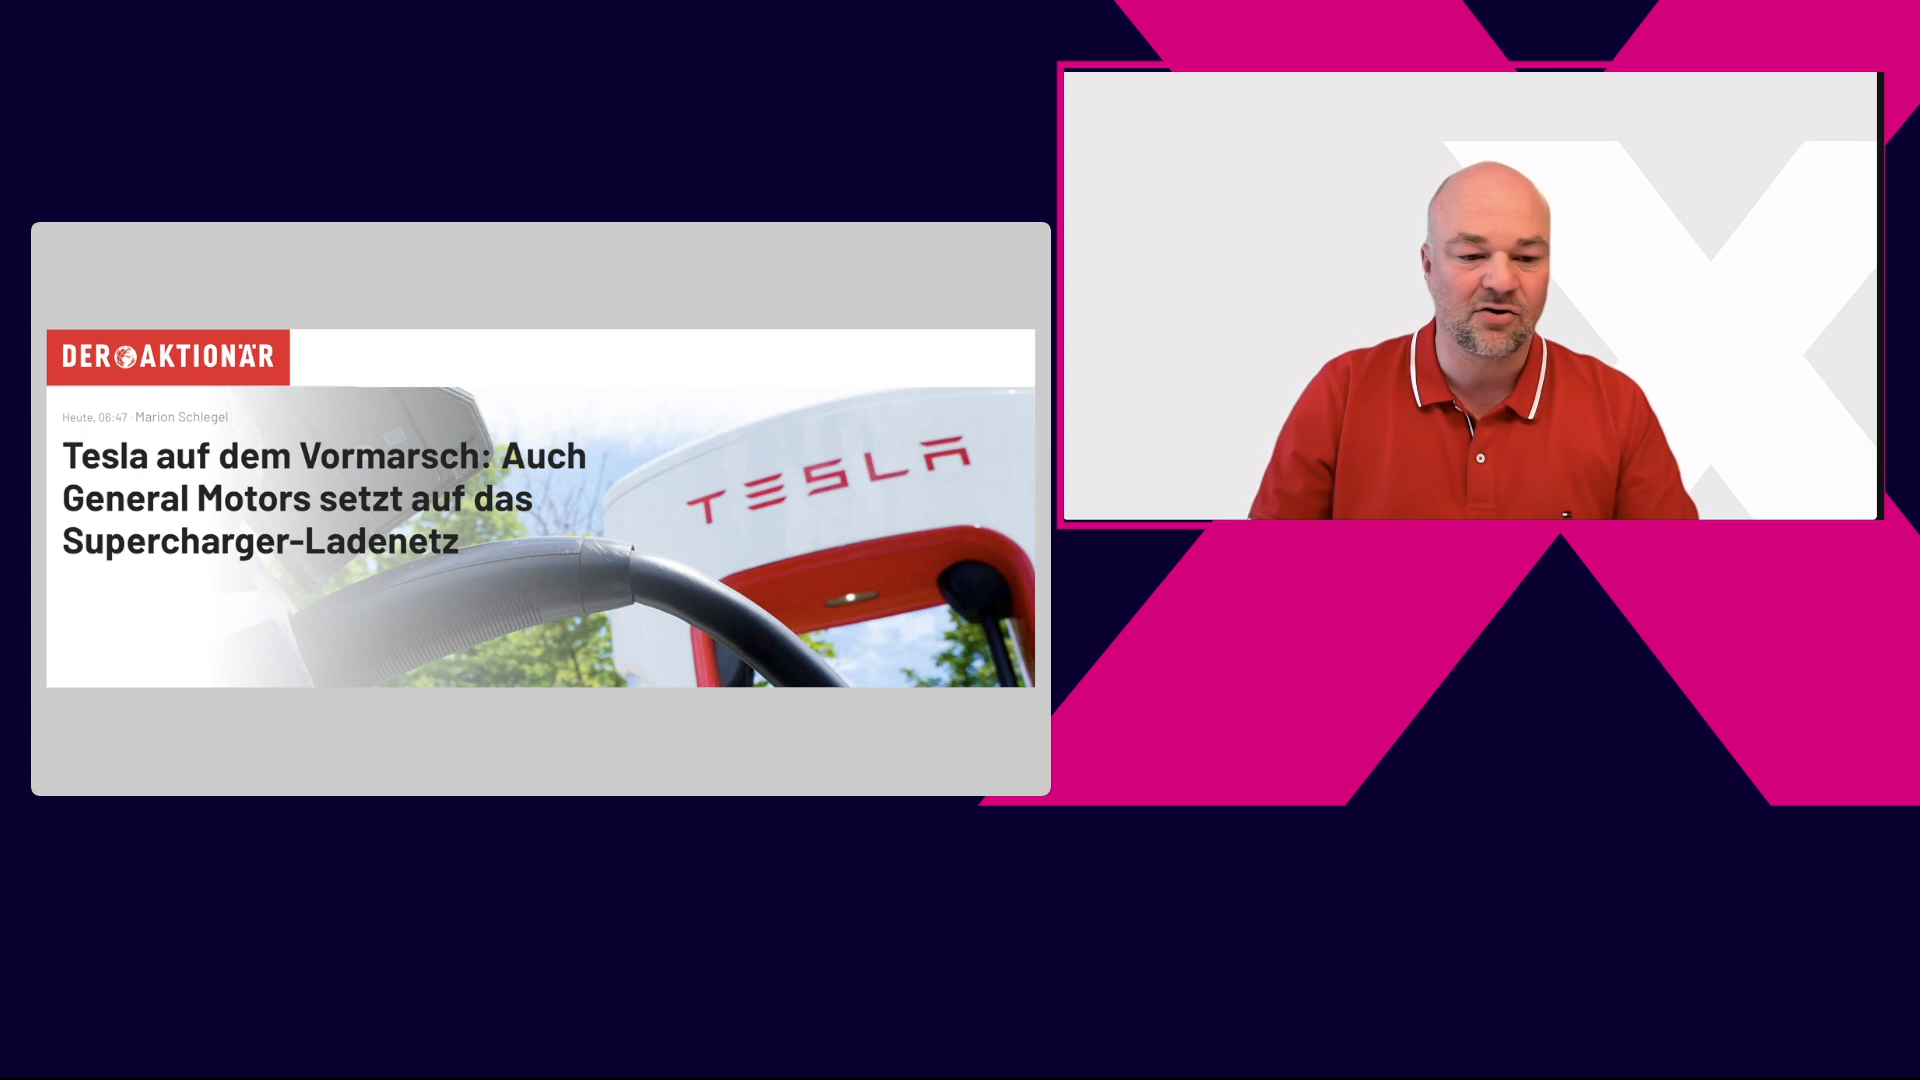 DER AKTIONÄR
Heute, 06:47 · Marion Schlegel
Tesla auf dem Vormarsch: Auch
General Motors setzt auf das
Supercharger-Ladenetz
TESLA